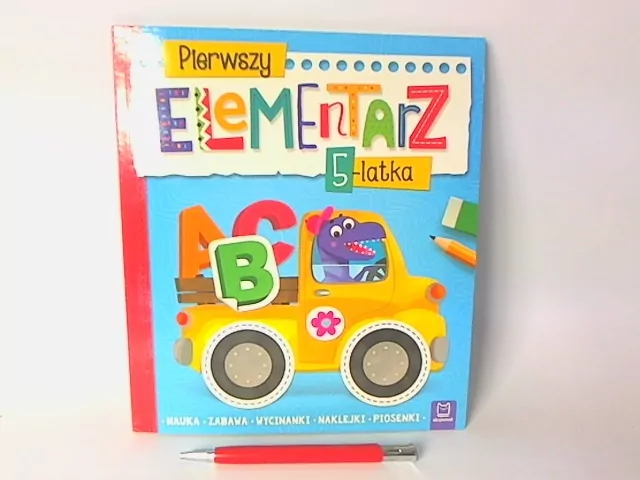 Pierwszy
ELEMENTARZ
5-latka
A C
B
• NAUKA • ZABAWA • WYCINANKI • NAKLEJKI • PIOSENKI •